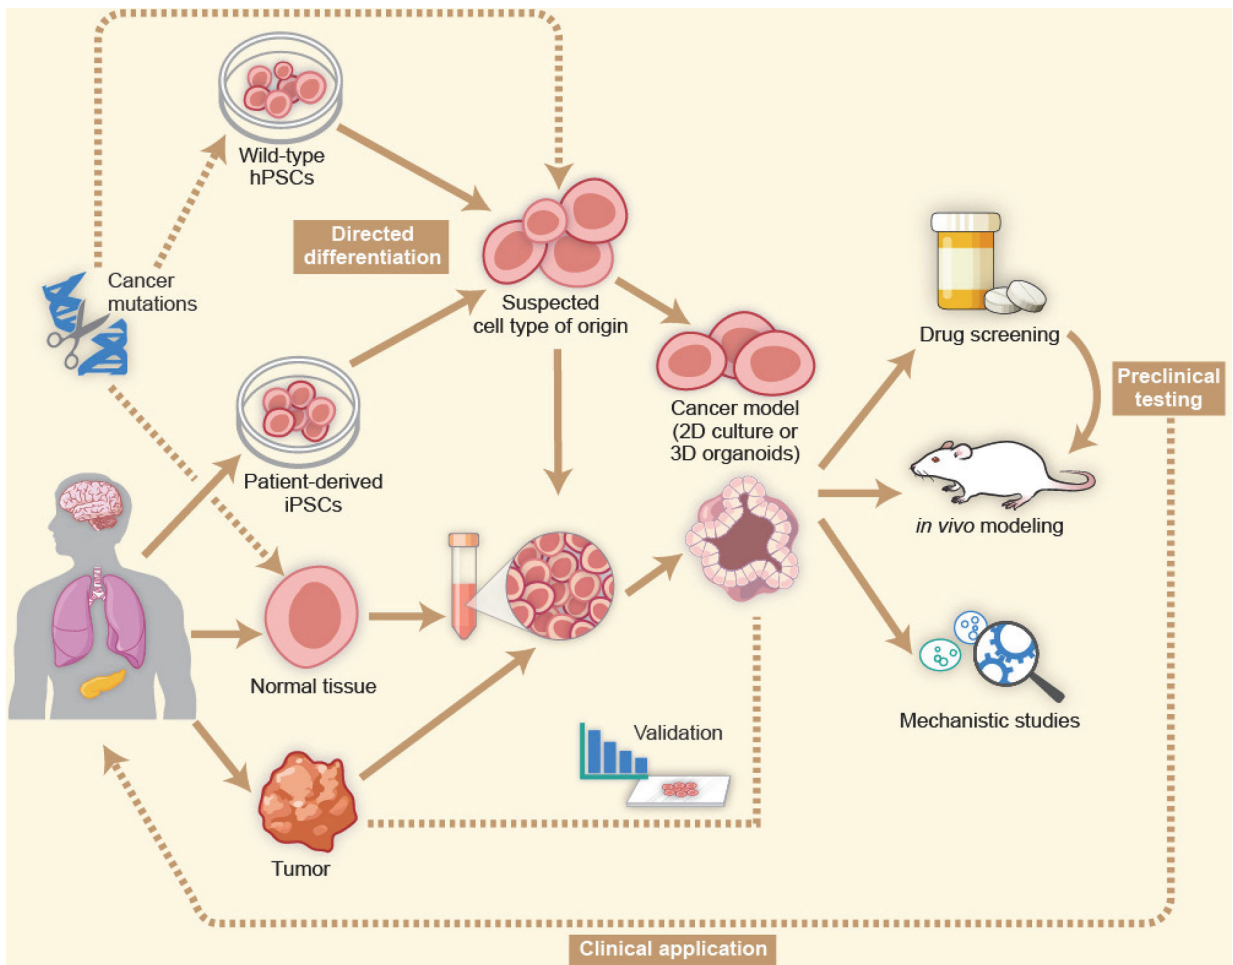 Wild-type
hPSCs
Directed
differentiation
Cancer
mutations
Suspected
cell type of origin
Drug screening
Preclinical
testing
Cancer model
(2D culture or
3D organoids)
Patient-derived
iPSCs
in vivo modeling
Normal tissue
Mechanistic studies
Validation
Tumor
Clinical application